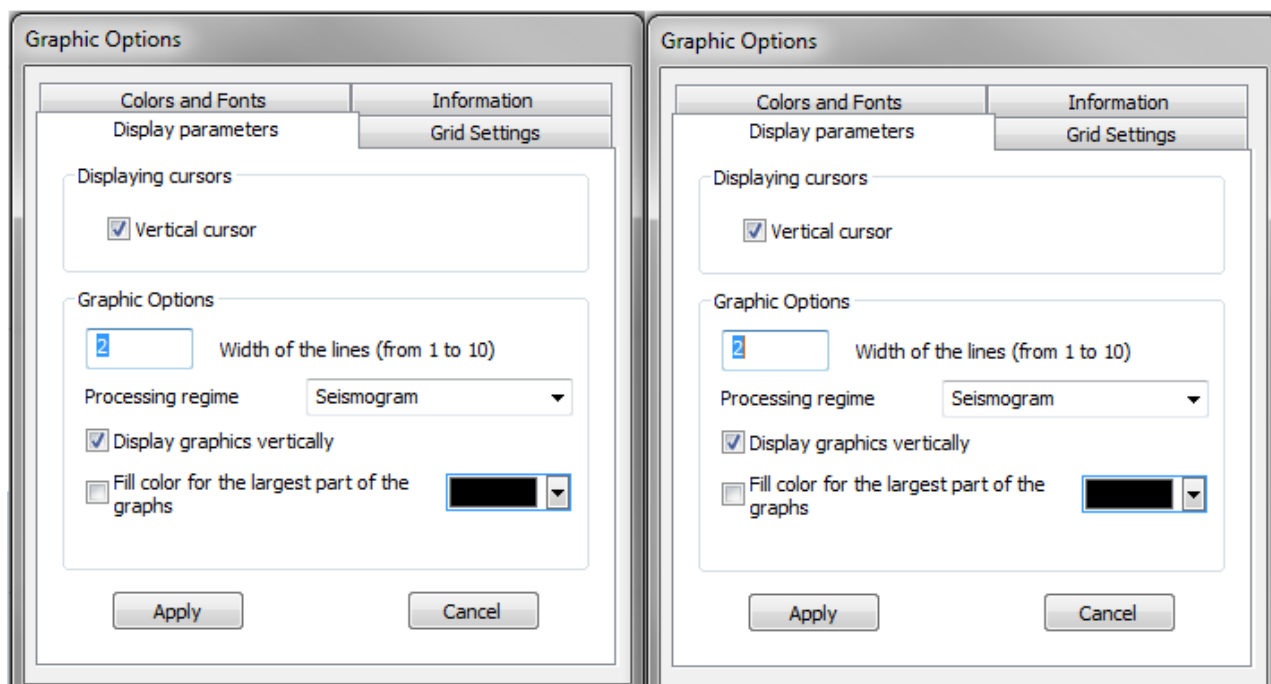 Graphic Options
Colors and Fonts
Information
Display parameters
Grid Settings
Displaying cursors
Vertical cursor
Graphic Options
2
Width of the lines (from 1 to 10)
Processing regime
Seismogram
Display graphics vertically
Fill color for the largest part of the
graphs
Apply
Cancel
Graphic Options
Colors and Fonts
Information
Display parameters
Grid Settings
Displaying cursors
Vertical cursor
Graphic Options
2
Width of the lines (from 1 to 10)
Processing regime
Seismogram
Display graphics vertically
Fill color for the largest part of the
graphs
Apply
Cancel